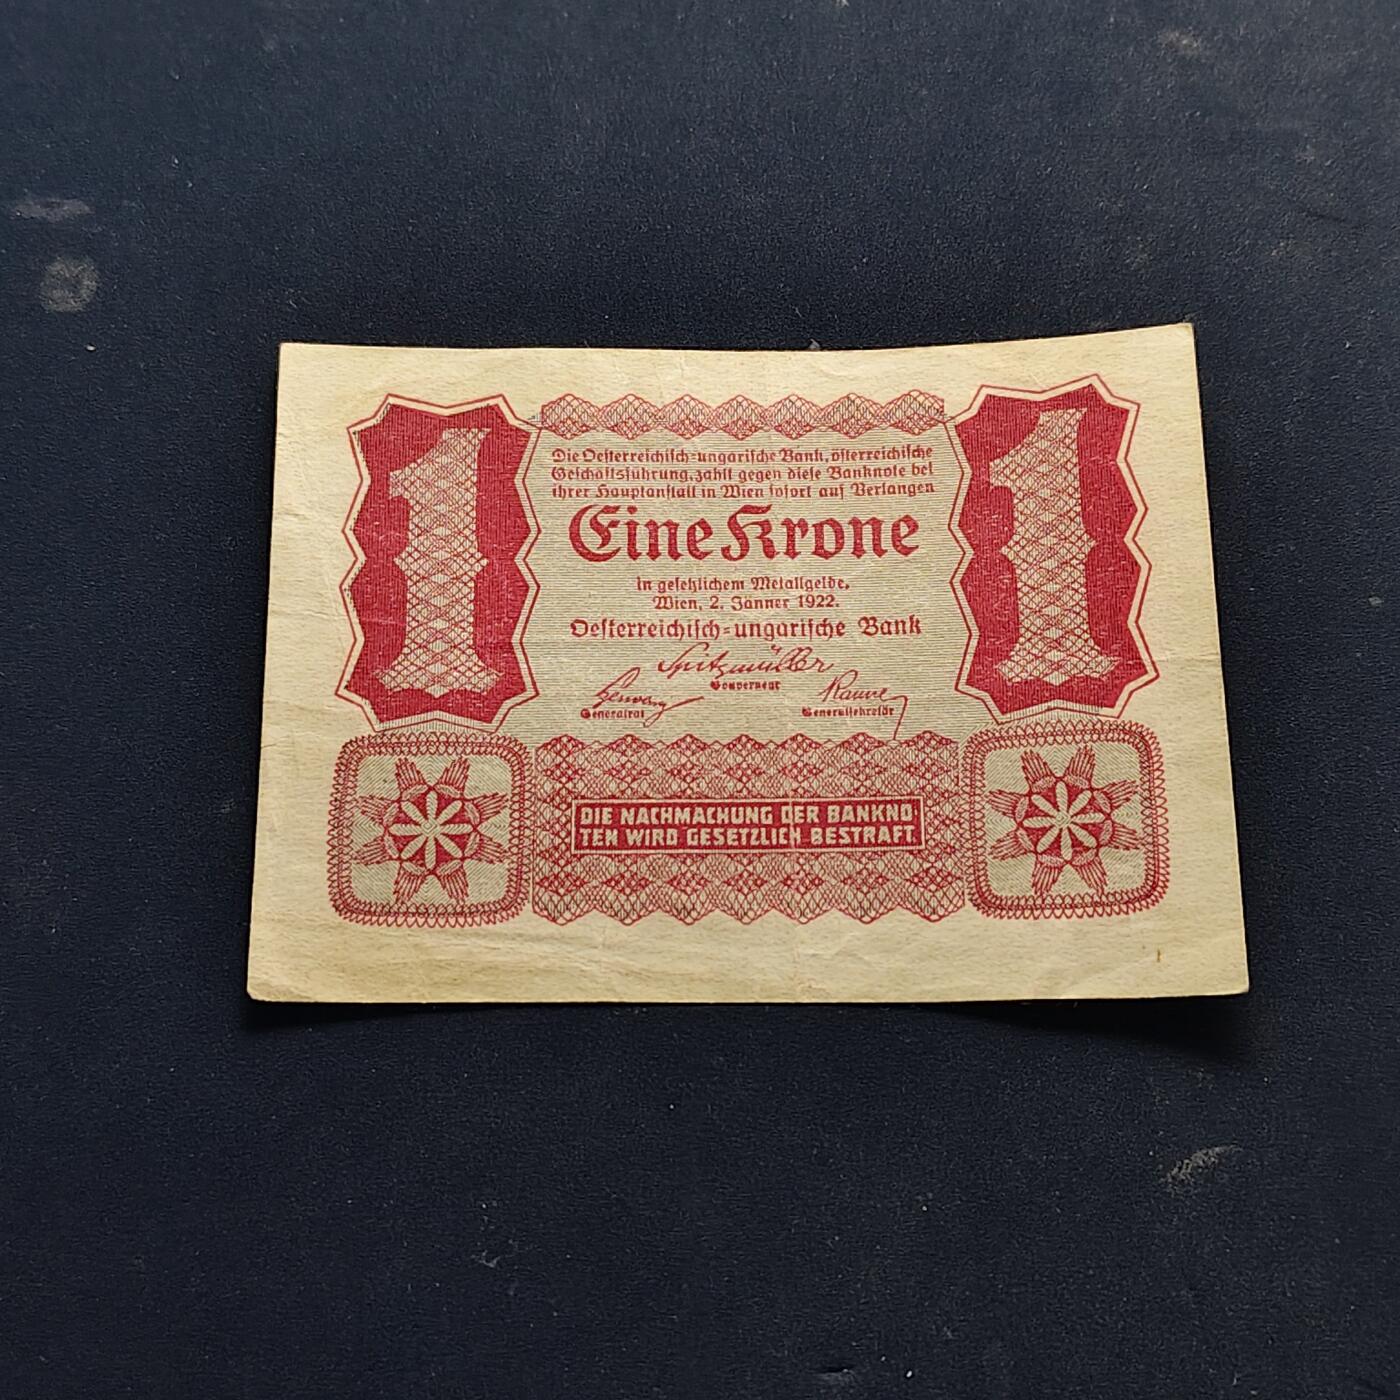 1
1
Die Oesterreichisch-ungarische Bank, österreichische
Geschäftsführung, zahlt gegen diese Banknote bei
ihrer Hauptanstalt in Wien sofort auf Verlangen
Eine Krone
in gesetzlichem Metallgelde.
Wien, 2. Jänner 1922.
Oesterreichisch-ungarische Bank
Spitzmüller
Gouverneur
Generalrat
Generalsekretär
DIE NACHMACHUNG DER BANKNO
TEN WIRD GESETZLICH BESTRAFT.